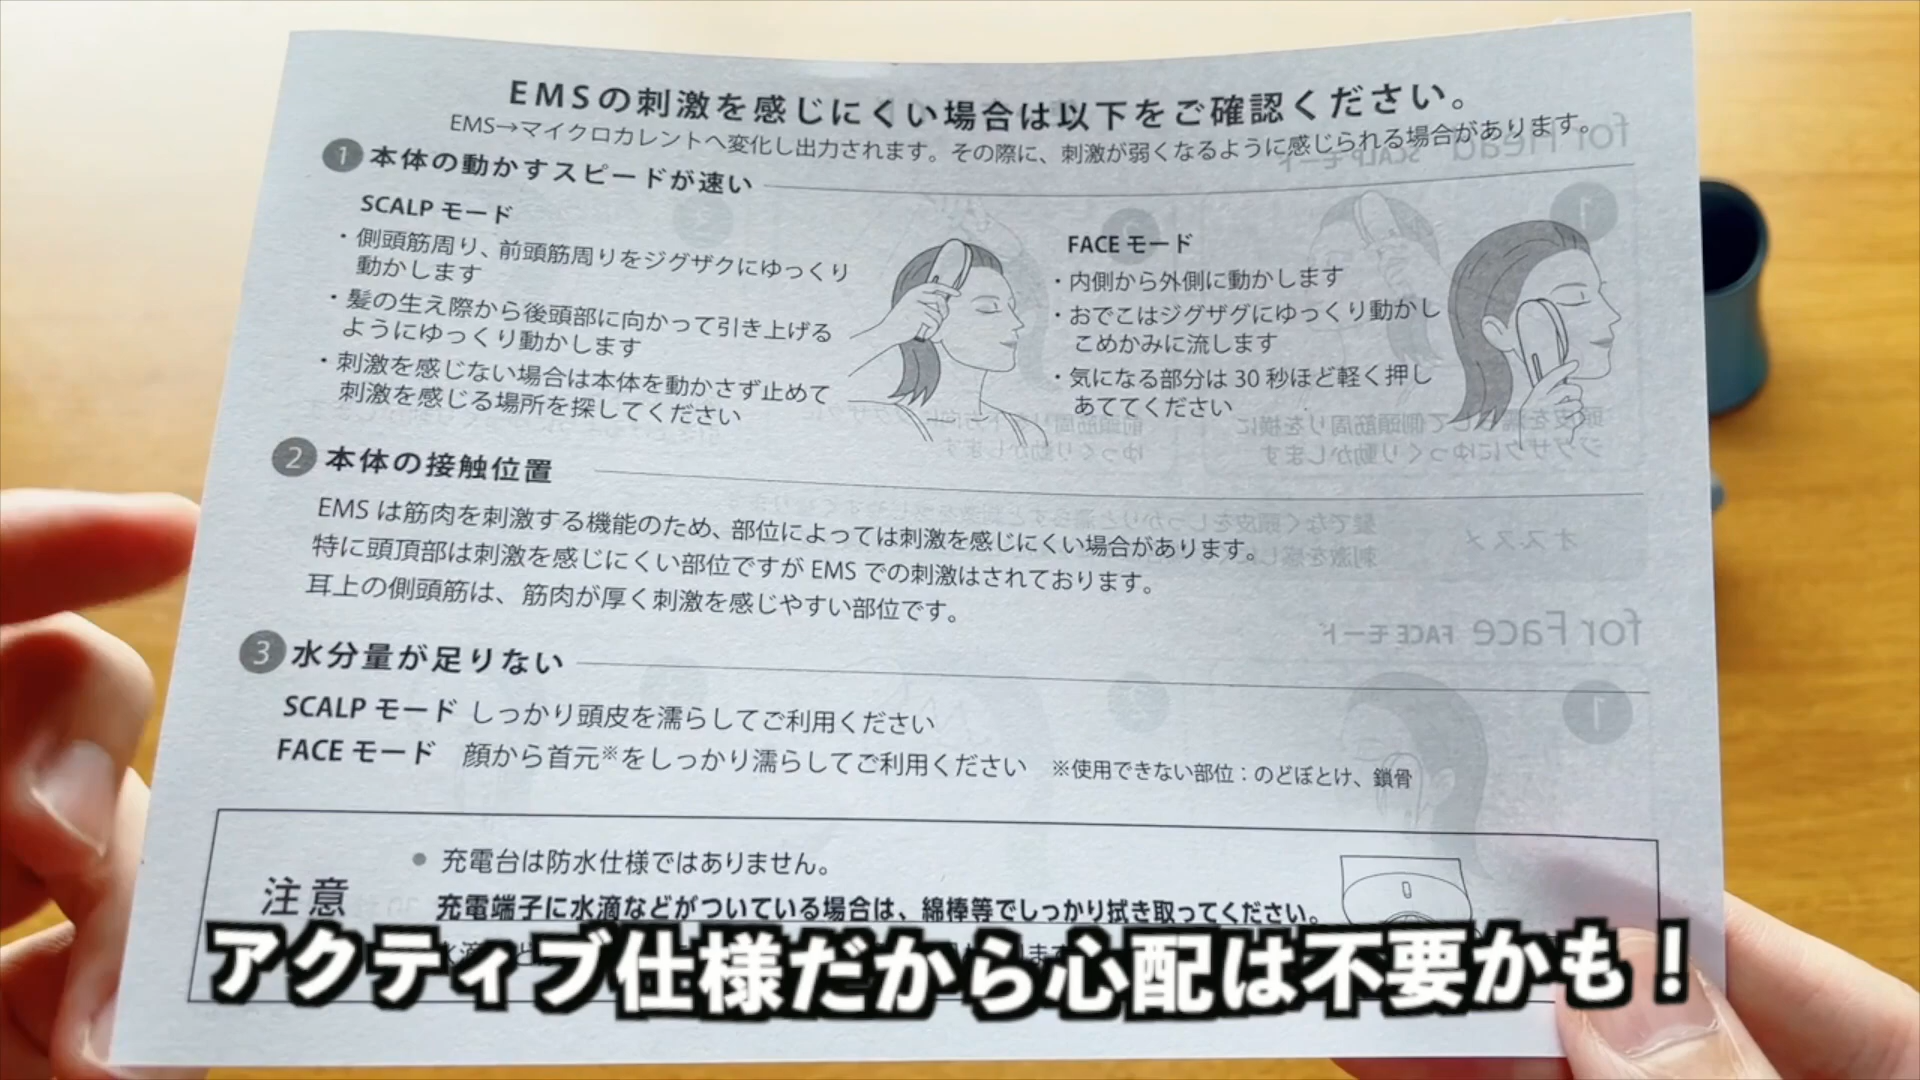 EMSの刺激を感じにくい場合は以下をご確認ください。
EMS→マイクロカレントへ変化し出力されます。その際に、刺激が弱くなるように感じられる場合があります。
1 本体の動かすスピードが速い
SCALP モード
・側頭筋周り、前頭筋周りをジグザクにゆっくり
動かします
・髪の生え際から後頭部に向かって引き上げる
ようにゆっくり動かします
・刺激を感じない場合は本体を動かさず止めて
刺激を感じる場所を探してください
FACE モード
・内側から外側に動かします
・おでこはジグザグにゆっくり動かし
こめかみに流します
・気になる部分は 30 秒ほど軽く押し
あててください
2 本体の接触位置
EMS は筋肉を刺激する機能のため、部位によっては刺激を感じにくい場合があります。
特に頭頂部は刺激を感じにくい部位ですが EMS での刺激はされております。
耳上の側頭筋は、筋肉が厚く刺激を感じやすい部位です。
3 水分量が足りない
SCALP モード しっかり頭皮を濡らしてご利用ください
FACE モード 顔から首元※をしっかり濡らしてご利用ください ※使用できない部位：のどぼとけ、鎖骨
注意
● 充電台は防水仕様ではありません。
充電端子に水滴などがついている場合は、綿棒等でしっかり拭き取ってください。
アクティブ仕様だから心配は不要かも！